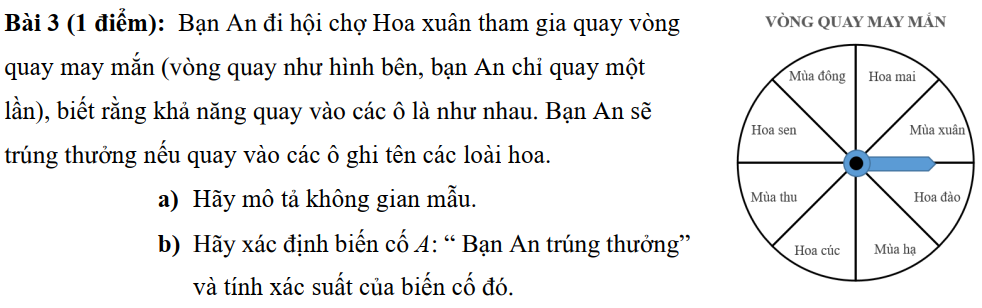 Bài 3 (1 điểm): Bạn An đi hội chợ Hoa xuân tham gia quay vòng
quay may mắn (vòng quay như hình bên, bạn An chỉ quay một
lần), biết rằng khả năng quay vào các ô là như nhau. Bạn An sẽ
trúng thưởng nếu quay vào các ô ghi tên các loài hoa.
a) Hãy mô tả không gian mẫu.
b) Hãy xác định biến cố A: “ Bạn An trúng thưởng”
và tính xác suất của biến cố đó.
VÒNG QUAY MAY MẮN
Mùa đông
Hoa mai
Hoa sen
Mùa xuân
Mùa thu
Hoa đào
Hoa cúc
Mùa hạ